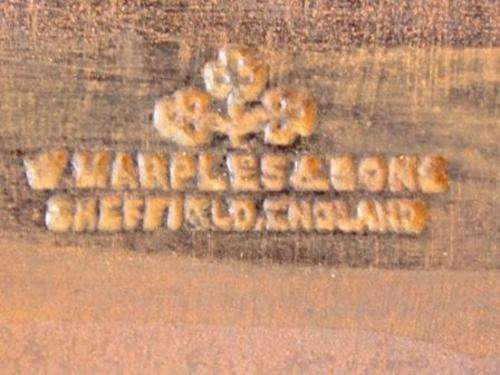 W MARPLES & SONS
SHEFFIELD, ENGLAND